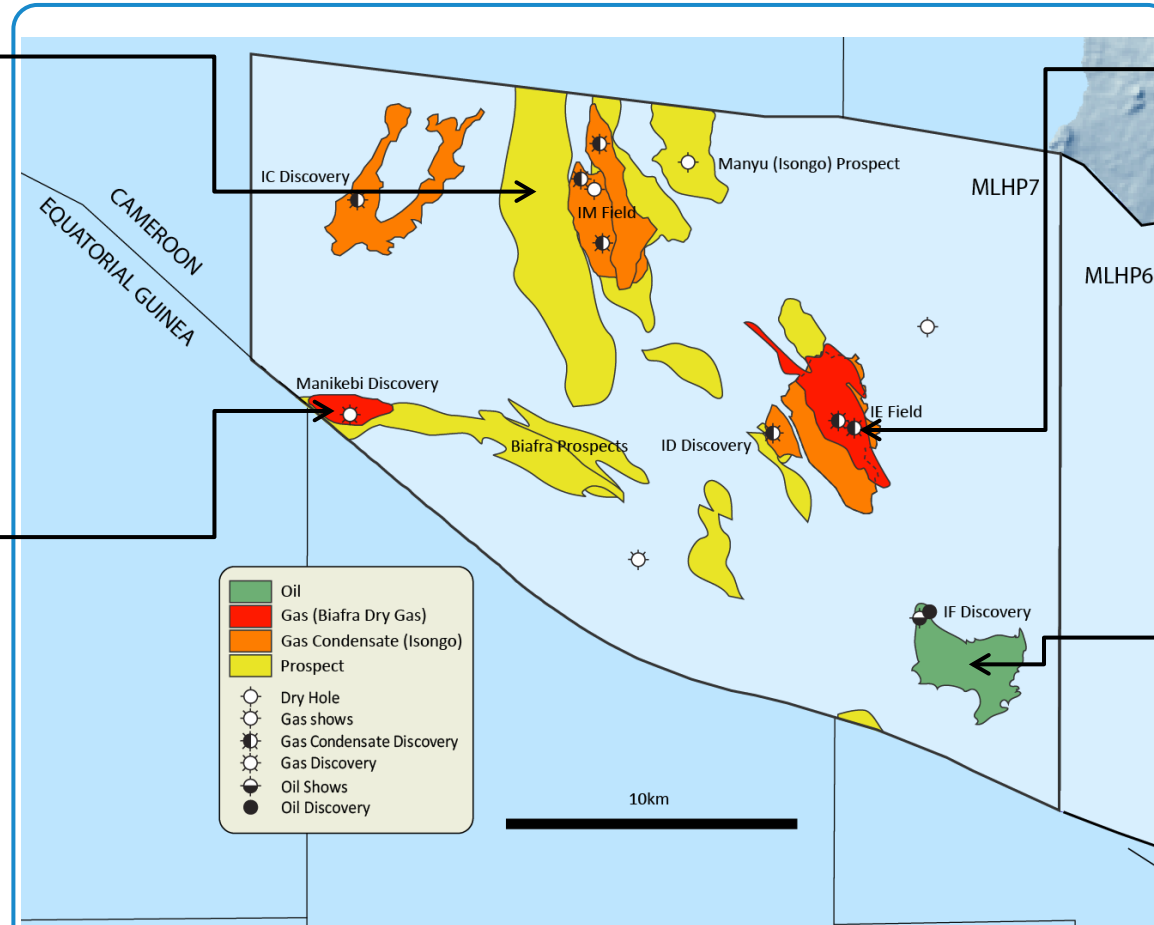 IC Discovery
Manyu (Isongo) Prospect
MLHP7
CAMEROON
EQUATORIAL GUINEA
IM Field
MLHP6
Manikebi Discovery
IE Field
Biafra Prospects
ID Discovery
IF Discovery
Oil
Gas (Biafra Dry Gas)
Gas Condensate (Isongo)
Prospect
Dry Hole
Gas shows
Gas Condensate Discovery
Gas Discovery
Oil Shows
Oil Discovery
10km